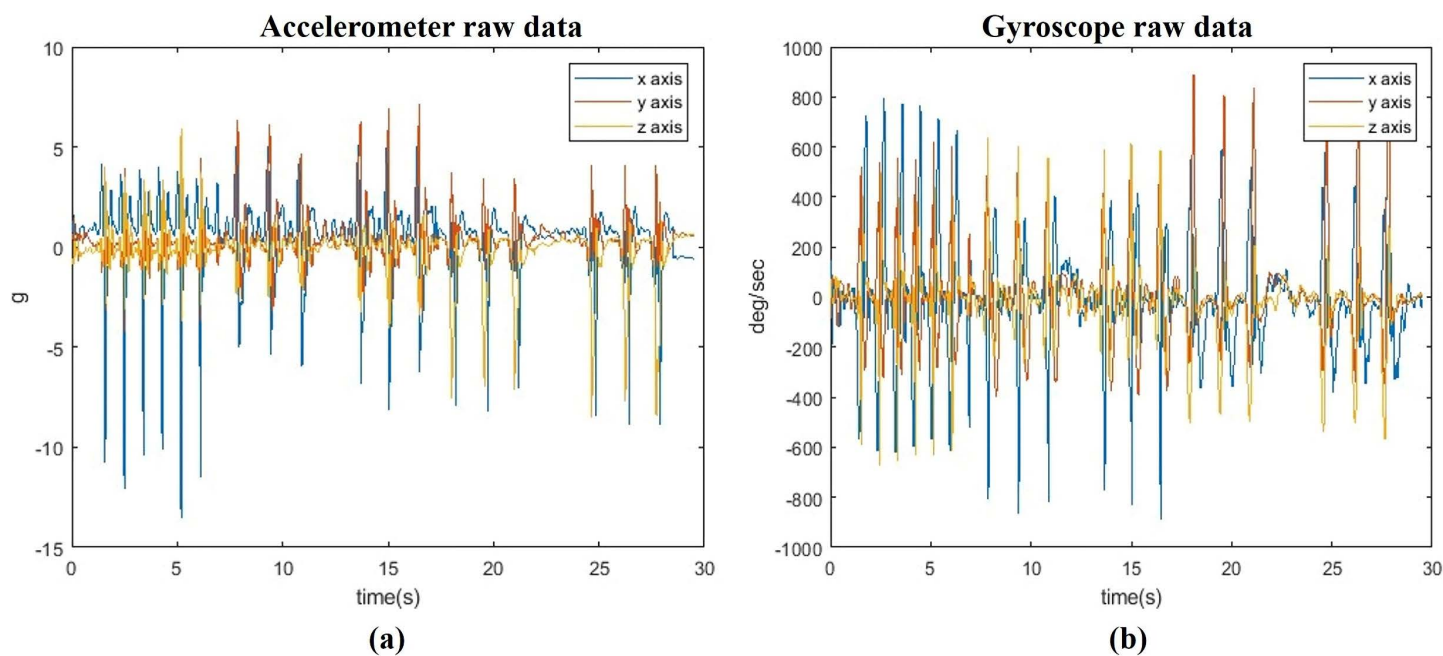 Accelerometer raw data
10
5
0
-5
-10
-15
g
0
5
10
15
20
25
30
time(s)
x axis
y axis
z axis
(a)
Gyroscope raw data
1000
800
600
400
200
0
-200
-400
-600
-800
-1000
deg/sec
0
5
10
15
20
25
30
time(s)
x axis
y axis
z axis
(b)